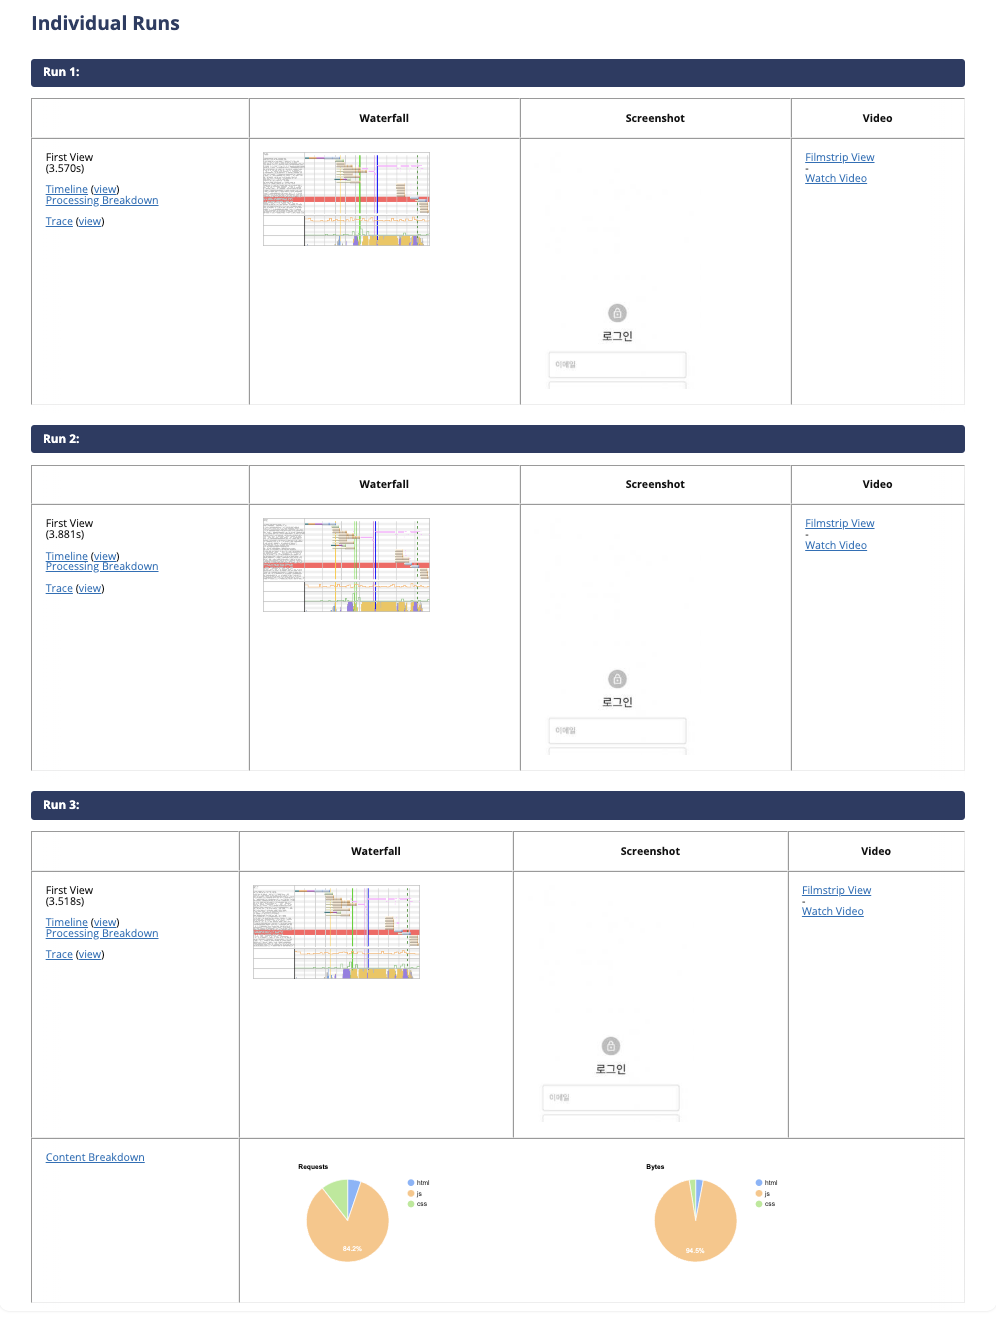 Individual Runs
Run 1:
Waterfall
Screenshot
Video
First View
(3.570s)
Timeline (view)
Processing Breakdown
Trace (view)
로그인
이메일
Filmstrip View
-
Watch Video
Run 2:
Waterfall
Screenshot
Video
First View
(3.881s)
Timeline (view)
Processing Breakdown
Trace (view)
로그인
이메일
Filmstrip View
-
Watch Video
Run 3:
Waterfall
Screenshot
Video
First View
(3.518s)
Timeline (view)
Processing Breakdown
Trace (view)
로그인
이메일
Filmstrip View
-
Watch Video
Content Breakdown
Requests
html
js
css
84.2%
Bytes
html
js
css